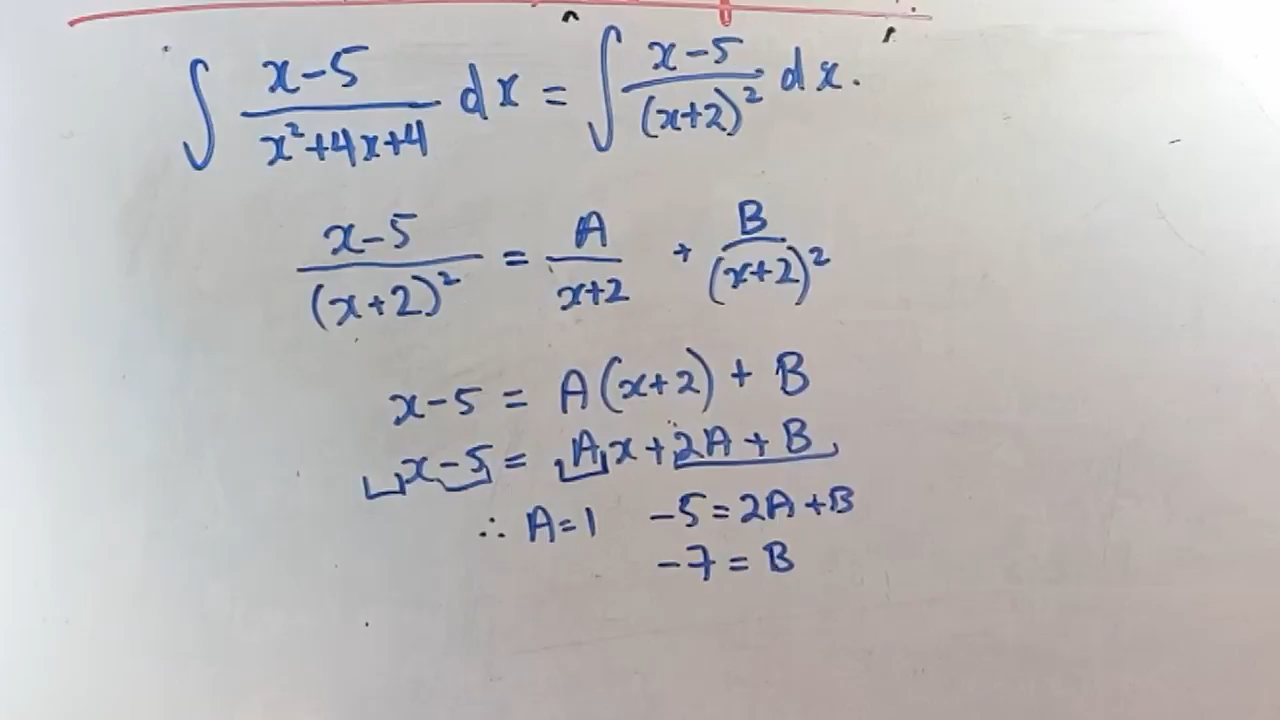 ∫ x-5 / x²+4x+4 dx = ∫ x-5 / (x+2)² dx.
x-5 / (x+2)² = A / x+2 + B / (x+2)²
x-5 = A(x+2) + B
x-5 = Ax+2A+B
∴ A=1 -5=2A+B
-7=B